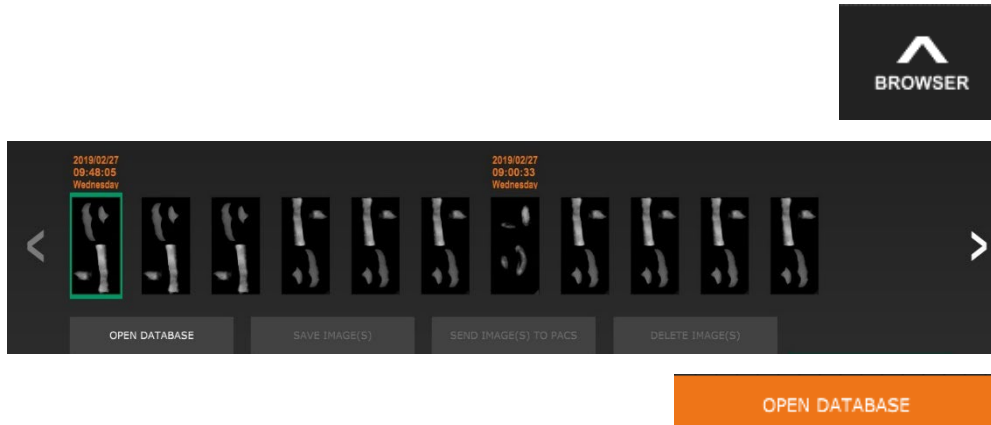 BROWSER
2019/02/27
09:48:05
Wednesday
2019/02/27
09:00:33
Wednesday
OPEN DATABASE
SAVE IMAGE(S)
SEND IMAGE(S) TO PACS
DELETE IMAGE(S)
OPEN DATABASE